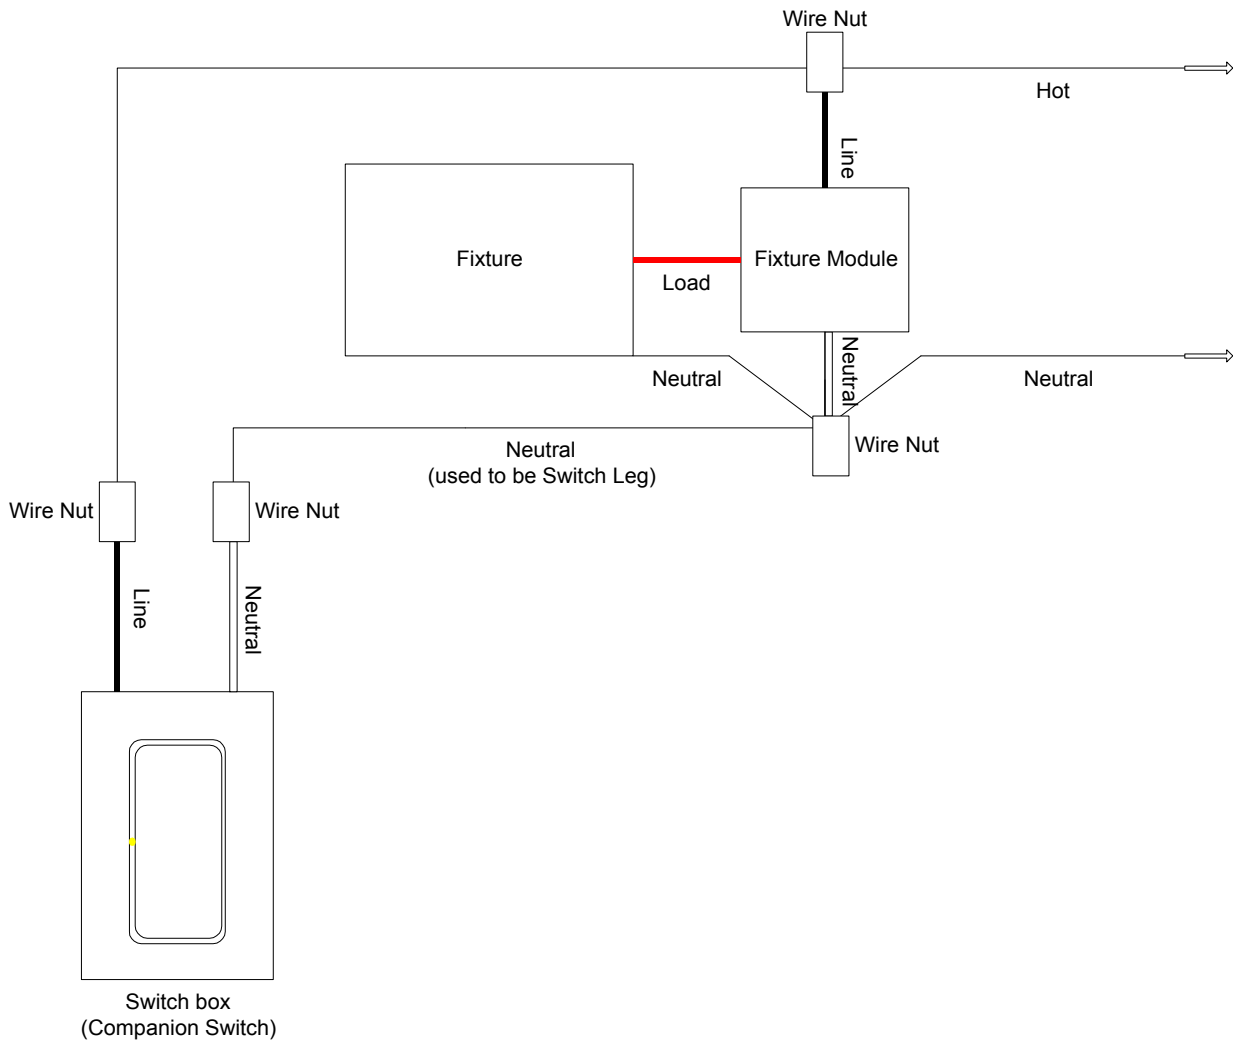 Wire Nut
Hot
Line
Fixture
Fixture Module
Load
Neutral
Neutral
Neutral
Neutral
(used to be Switch Leg)
Wire Nut
Wire Nut
Wire Nut
Line
Neutral
Switch box
(Companion Switch)